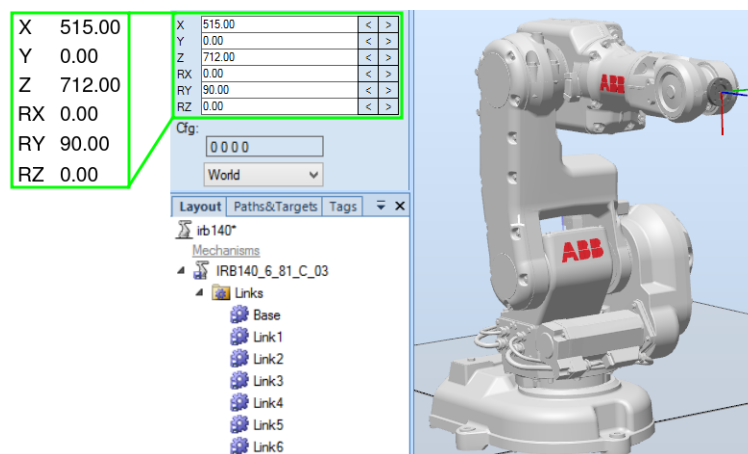 X 515.00
Y 0.00
Z 712.00
RX 0.00
RY 90.00
RZ 0.00
X 515.00 < >
Y 0.00 < >
Z 712.00 < >
RX 0.00 < >
RY 90.00 < >
RZ 0.00 < >
Cfg:
0 0 0 0
World
Layout Paths&Targets Tags
irb140*
Mechanisms
IRB140_6_81_C_03
Links
Base
Link1
Link2
Link3
Link4
Link5
Link6
ABB
ABB